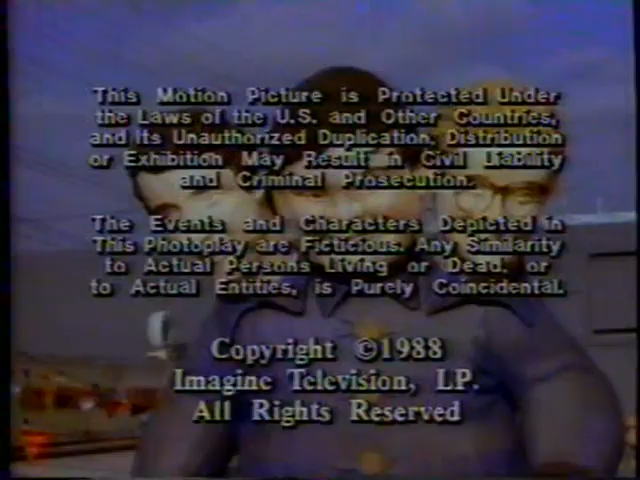 This Motion Picture is Protected Under
the Laws of the U.S. and Other Countries,
and Its Unauthorized Duplication, Distribution
or Exhibition May Result in Civil Liability
and Criminal Prosecution.
The Events and Characters Depicted in
This Photoplay are Ficticious. Any Similarity
to Actual Persons Living or Dead, or
to Actual Entities, is Purely Coincidental.
Copyright ©1988
Imagine Television, LP.
All Rights Reserved